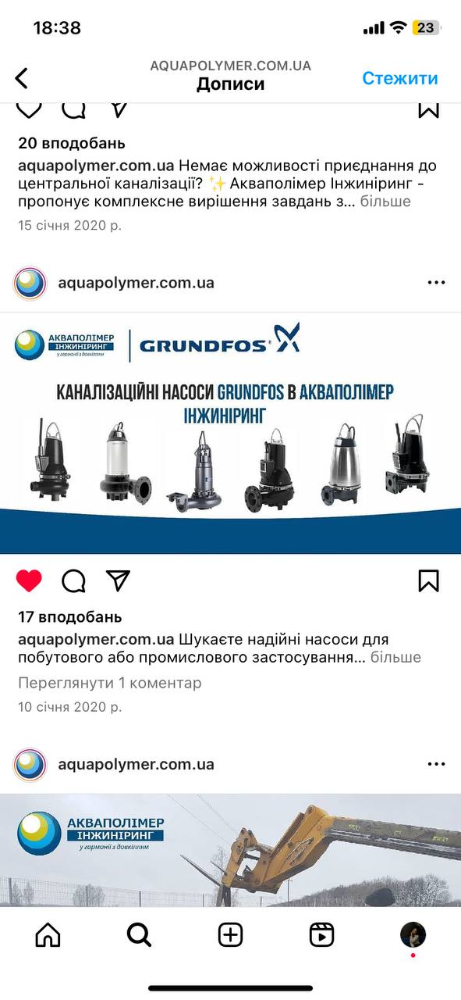 18:38
23
AQUAPOLYMER.COM.UA
Дописи
Стежити
20 вподобань
aquapolymer.com.ua Немає можливості приєднання до
центральної каналізації? ✨Акваполімер Інжиніринг -
пропонує комплексне вирішення завдань з... більше
15 січня 2020 р.
aquapolymer.com.ua
АКВАПОЛІМЕР
ІНЖИНІРИНГ
у гармонії з довкіллям
GRUNDFOS
КАНАЛІЗАЦІЙНІ НАСОСИ GRUNDFOS В АКВАПОЛІМЕР
ІНЖИНІРИНГ
17 вподобань
aquapolymer.com.ua Шукаєте надійні насоси для
побутового або промислового застосування... більше
Переглянути 1 коментар
10 січня 2020 р.
aquapolymer.com.ua
АКВАПОЛІМЕР
ІНЖИНІРИНГ
у гармонії з довкіллям